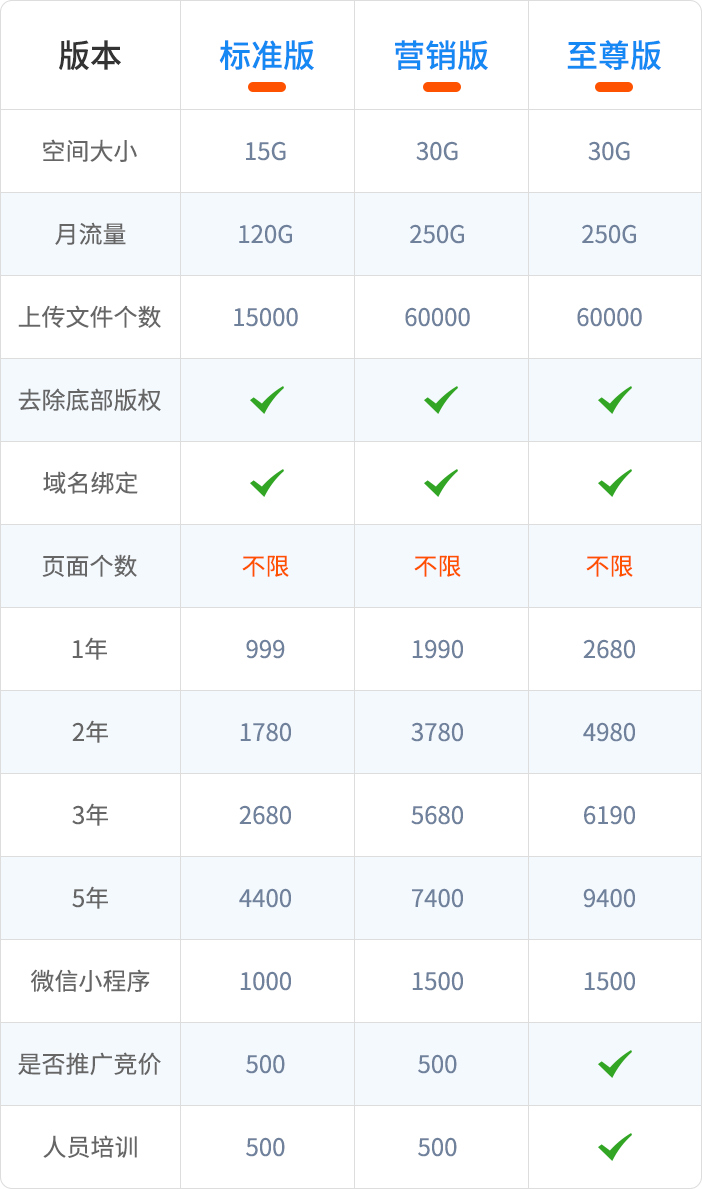 版本 标准版 营销版 至尊版
空间大小 15G 30G 30G
月流量 120G 250G 250G
上传文件个数 15000 60000 60000
去除底部版权
域名绑定
页面个数 不限 不限 不限
1年 999 1990 2680
2年 1780 3780 4980
3年 2680 5680 6190
5年 4400 7400 9400
微信小程序 1000 1500 1500
是否推广竞价 500 500
人员培训 500 500